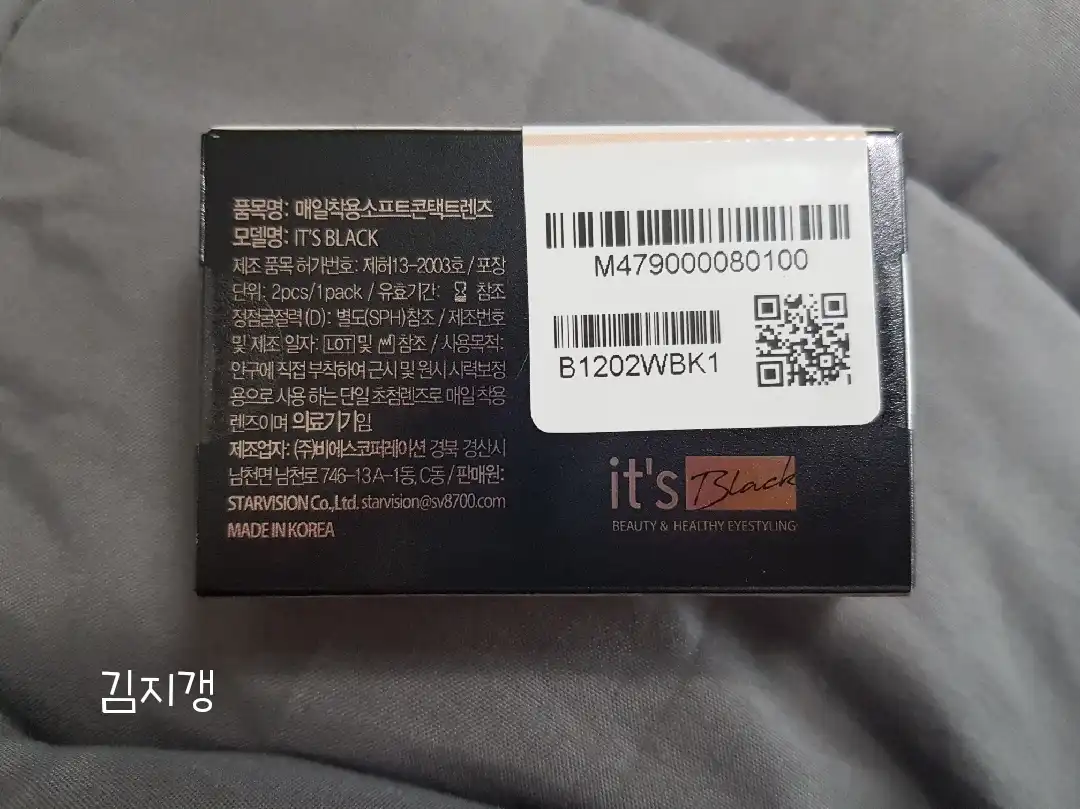 품목명: 매일착용소프트콘택트렌즈
모델명: IT'S BLACK
제조 품목 허가번호: 제허13-2003호 / 포장
단위: 2pcs/1pack / 유효기간: 참조
정점굴절력(D): 별도(SPH)참조 / 제조번호
및 제조 일자: LOT 및 참조 / 사용목적:
안구에 직접 부착하여 근시 및 원시 시력보정
용으로 사용 하는 단일 초점렌즈로 매일 착용
렌즈이며 의료기기임
제조업자: (주)비에스코퍼레이션 경북 경산시
남천면 남천로 746-13 A-1동, C동 / 판매원:
STARVISION Co.,Ltd. starvision@sv8700.com
MADE IN KOREA
M479000080100
B1202WBK1
it's Black
BEAUTY & HEALTHY EYESTYLING
김지갱